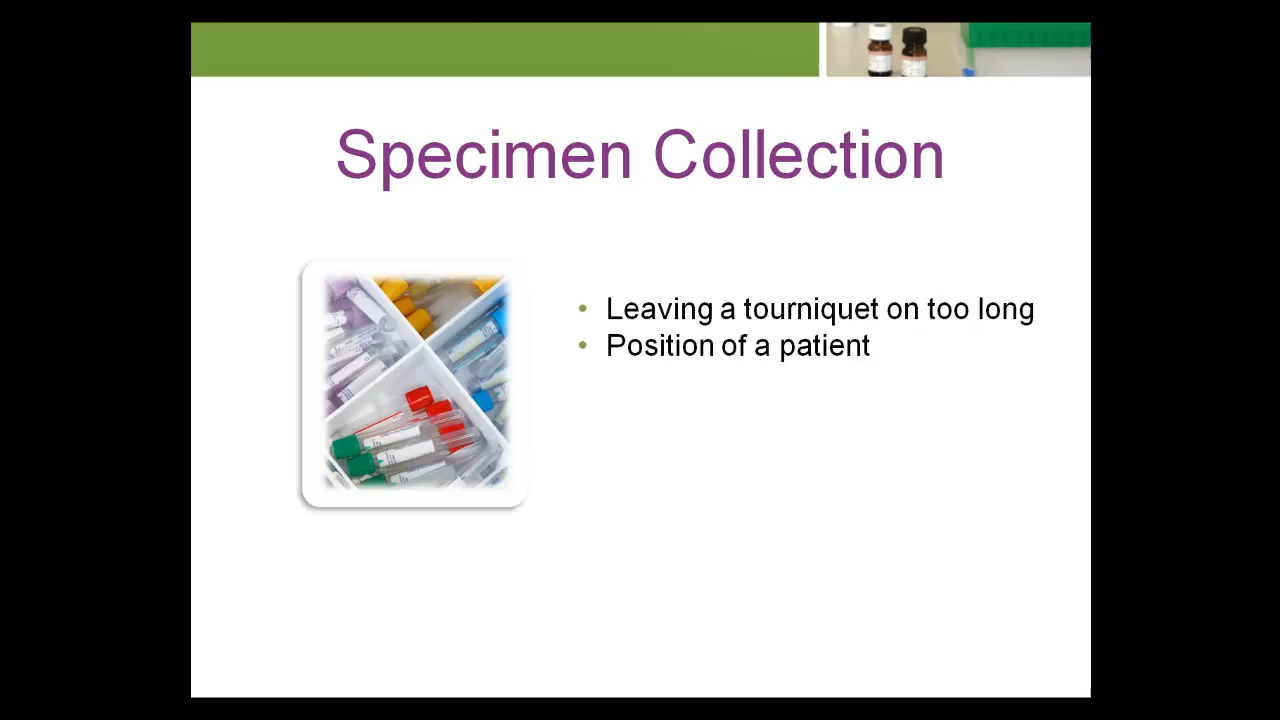 Specimen Collection
• Leaving a tourniquet on too long
• Position of a patient